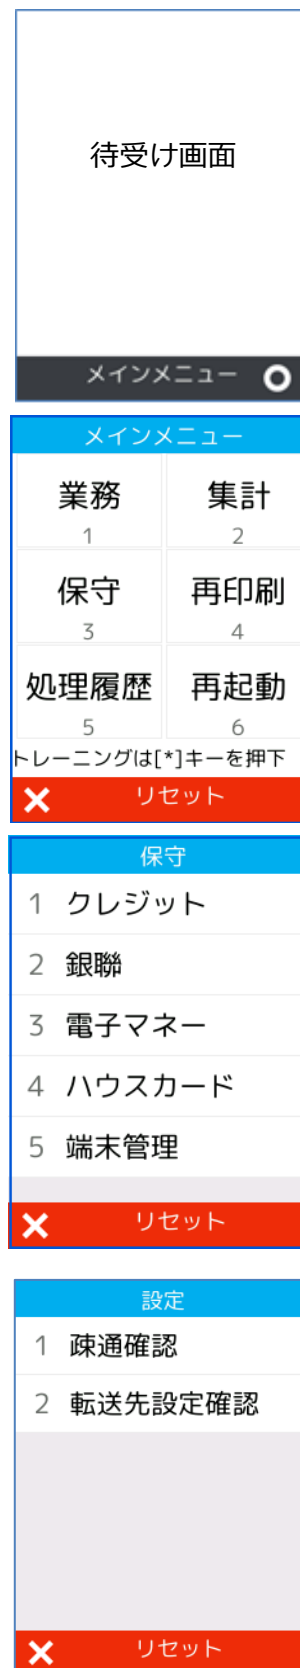 待受け画面
メインメニュー
メインメニュー
業務 集計
1 2
保守 再印刷
3 4
処理履歴 再起動
5 6
トレーニングは[*]キーを押下
リセット
保守
1 クレジット
2 銀聯
3 電子マネー
4 ハウスカード
5 端末管理
リセット
設定
1 疎通確認
2 転送先設定確認
リセット